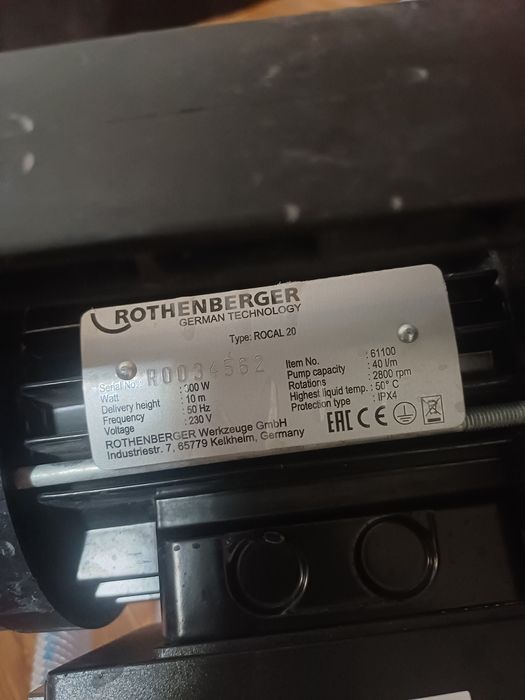 ROTHENBERGER
GERMAN TECHNOLOGY
Type: ROCAL 20
Serial No. : R0034562
Watt
Delivery height : 10 m
Frequency : 50 Hz
Voltage : 230 V
Item No. : 61100
Pump capacity : 40 l/m
Rotations : 2800 rpm
Highest liquid temp. : 50° C
Protection type : IPX4
ROTHENBERGER Werkzeuge GmbH
Industriestr. 7, 65779 Kelkheim, Germany
EAC CE